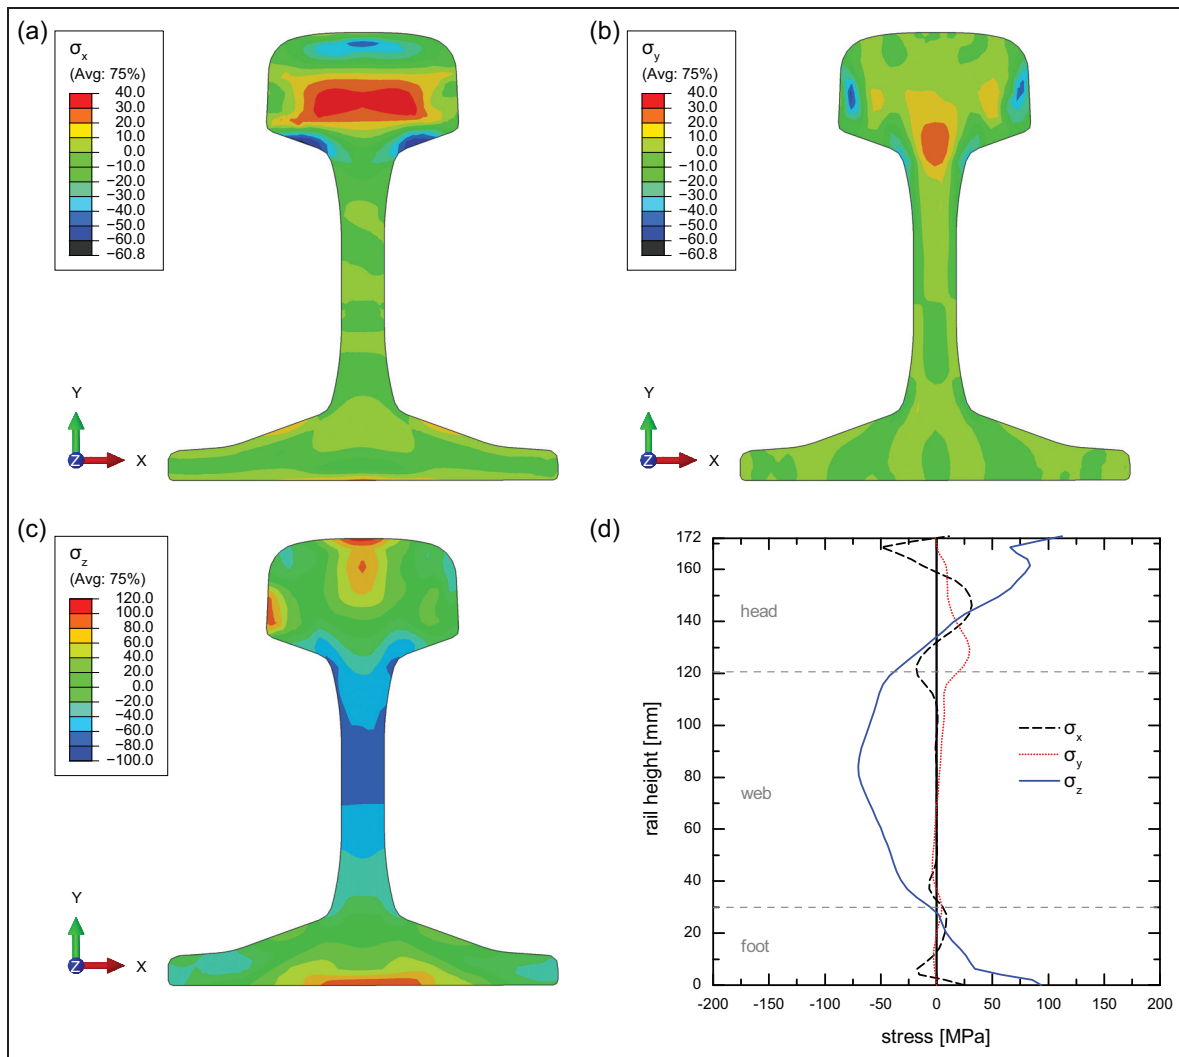 (a)
σx
(Avg: 75%)
40.0
30.0
20.0
10.0
0.0
−10.0
−20.0
−30.0
−40.0
−50.0
−60.0
−60.8
Y
Z
X
(b)
σy
(Avg: 75%)
40.0
30.0
20.0
10.0
0.0
−10.0
−20.0
−30.0
−40.0
−50.0
−60.0
−60.8
Y
Z
X
(c)
σz
(Avg: 75%)
120.0
100.0
80.0
60.0
40.0
20.0
0.0
−20.0
−40.0
−60.0
−80.0
−100.0
Y
Z
X
(d)
172
160
140
120
100
80
60
40
20
0
rail height [mm]
head
web
foot
σx
σy
σz
-200
-150
-100
-50
0
50
100
150
200
stress [MPa]